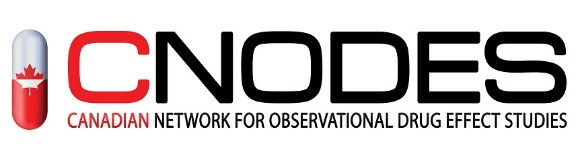 CNODES
CANADIAN NETWORK FOR OBSERVATIONAL DRUG EFFECT STUDIES